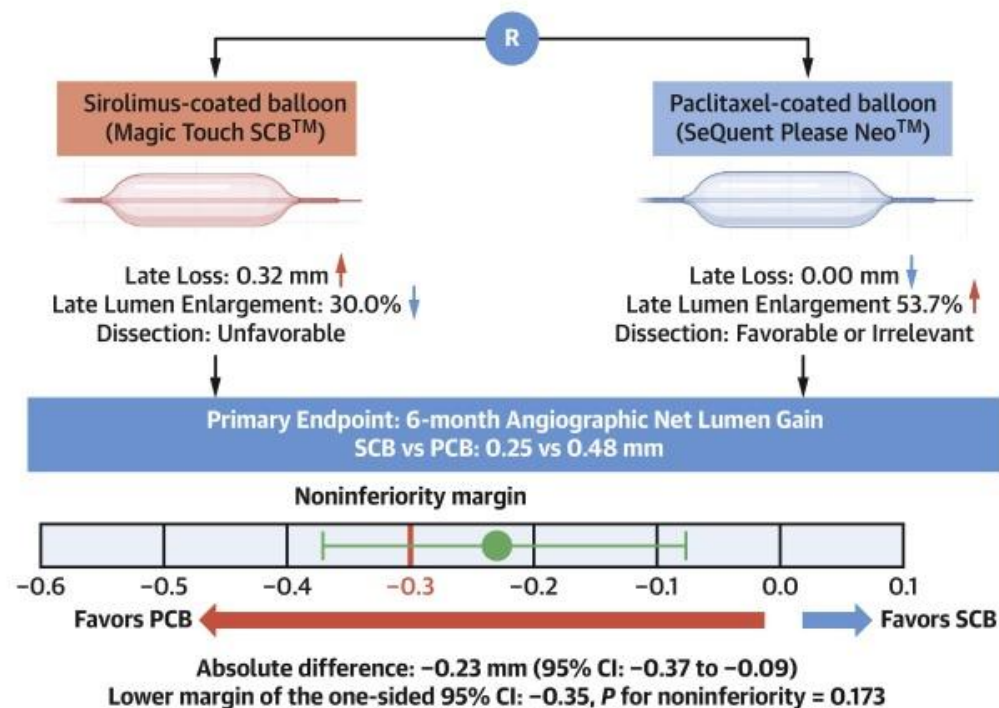 R
Sirolimus-coated balloon
(Magic Touch SCB™)
Paclitaxel-coated balloon
(SeQuent Please Neo™)
Late Loss: 0.32 mm
Late Lumen Enlargement: 30.0%
Dissection: Unfavorable
Late Loss: 0.00 mm
Late Lumen Enlargement 53.7%
Dissection: Favorable or Irrelevant
Primary Endpoint: 6-month Angiographic Net Lumen Gain
SCB vs PCB: 0.25 vs 0.48 mm
Noninferiority margin
−0.6 −0.5 −0.4 −0.3 −0.2 −0.1 0.0 0.1
Favors PCB Favors SCB
Absolute difference: −0.23 mm (95% CI: −0.37 to −0.09)
Lower margin of the one-sided 95% CI: −0.35, P for noninferiority = 0.173